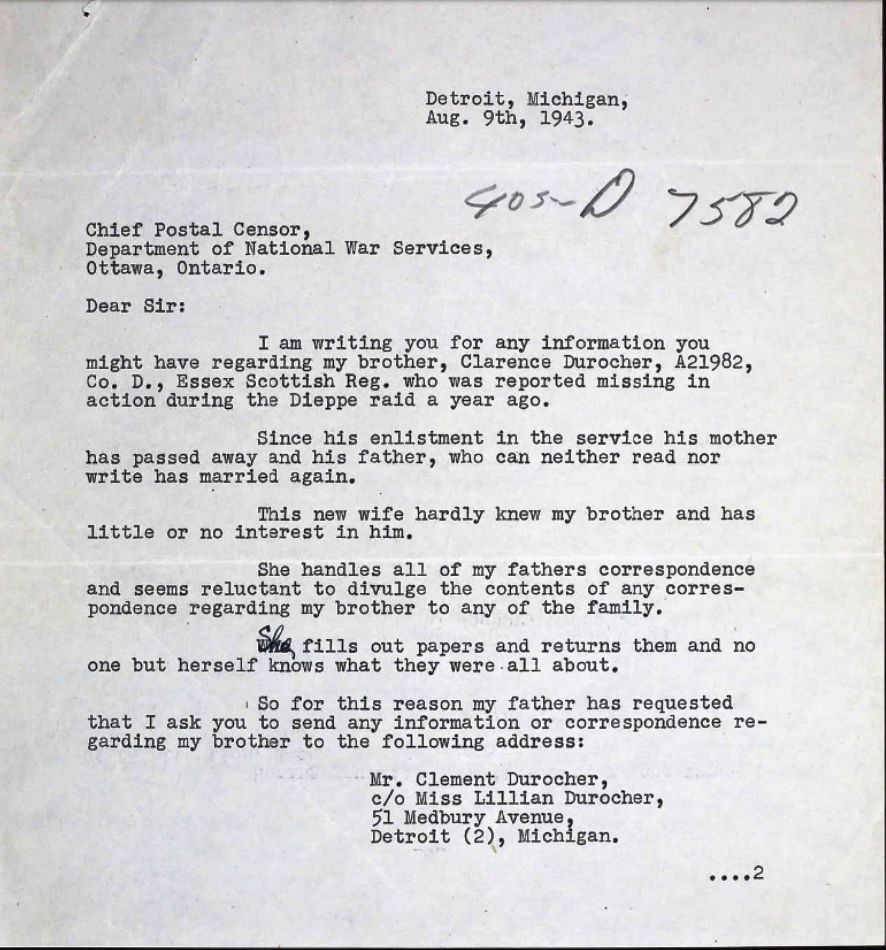 Detroit, Michigan,
Aug. 9th, 1943.
405-D 7582
Chief Postal Censor,
Department of National War Services,
Ottawa, Ontario.
Dear Sir:
I am writing you for any information you
might have regarding my brother, Clarence Durocher, A21982,
Co. D., Essex Scottish Reg. who was reported missing in
action during the Dieppe raid a year ago.
Since his enlistment in the service his mother
has passed away and his father, who can neither read nor
write has married again.
This new wife hardly knew my brother and has
little or no interest in him.
She handles all of my fathers correspondence
and seems reluctant to divulge the contents of any corres-
pondence regarding my brother to any of the family.
She fills out papers and returns them and no
one but herself knows what they were all about.
So for this reason my father has requested
that I ask you to send any information or correspondence re-
garding my brother to the following address:
Mr. Clement Durocher,
c/o Miss Lillian Durocher,
51 Medbury Avenue,
Detroit (2), Michigan.
....2